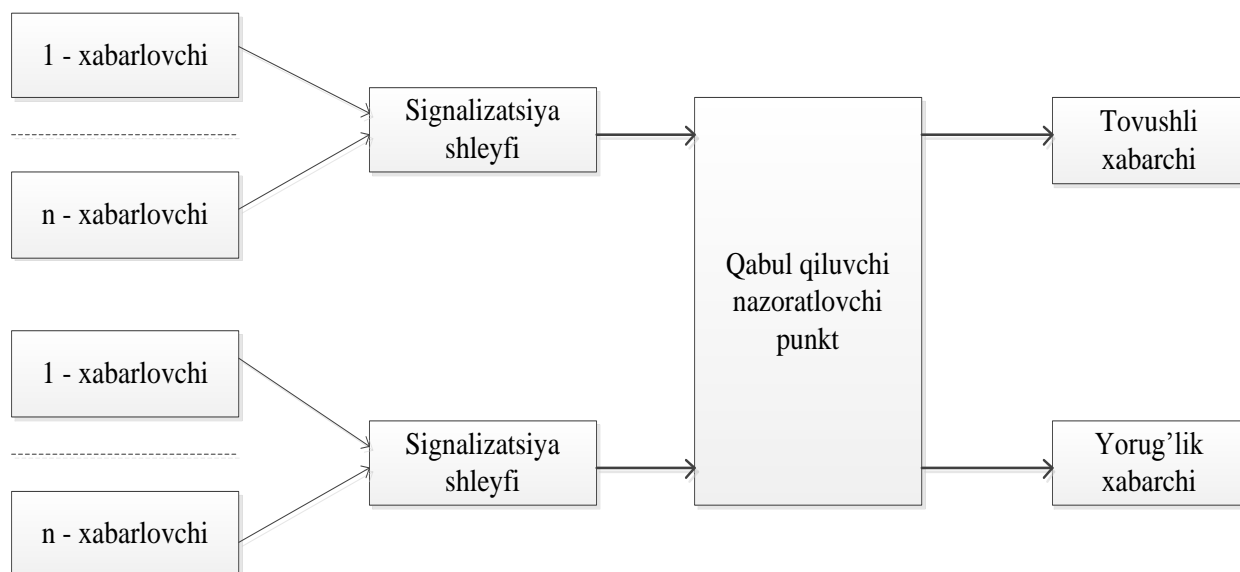 1 - xabarlovchi
n - xabarlovchi
Signalizatsiya
shleyfi
1 - xabarlovchi
n - xabarlovchi
Signalizatsiya
shleyfi
Qabul qiluvchi
nazoratlovchi
punkt
Tovushli
xabarchi
Yorug’lik
xabarchi